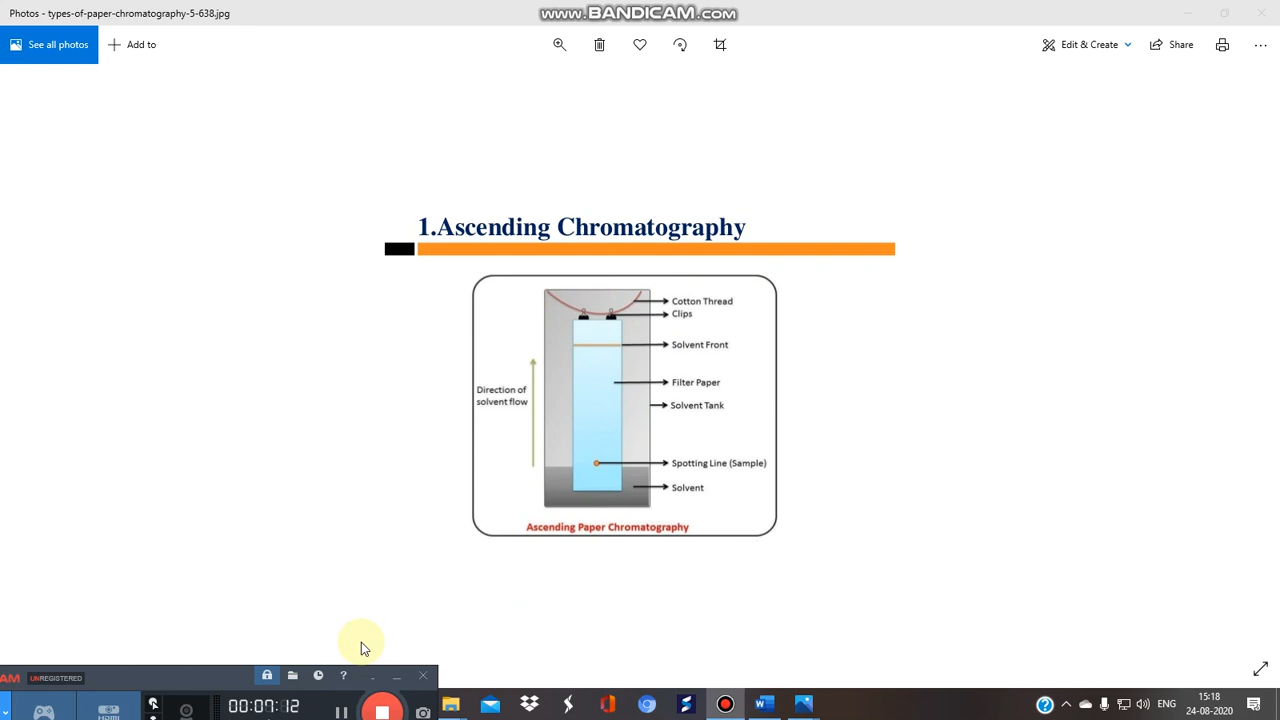 Photos - types-of-paper-chromatography-5-638.jpg
www.BANDICAM.com
See all photos
Add to
Edit & Create
Share
1.Ascending Chromatography
Cotton Thread
Clips
Solvent Front
Filter Paper
Direction of
solvent flow
Solvent Tank
Spotting Line (Sample)
Solvent
Ascending Paper Chromatography
AM
UNREGISTERED
HDMI
00:07:12
ENG
15:18
24-08-2020